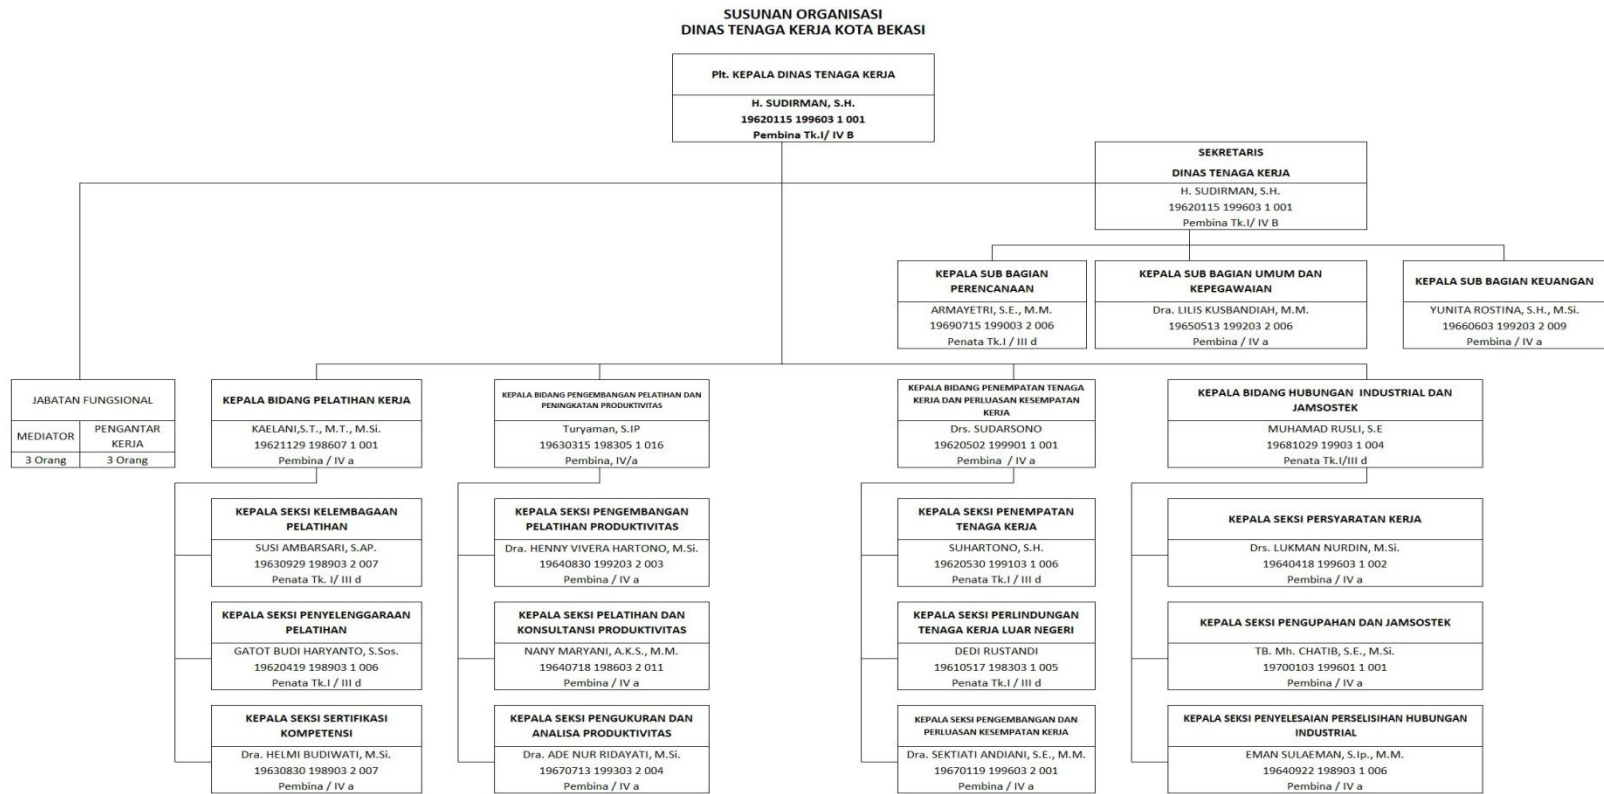 SUSUNAN ORGANISASI
DINAS TENAGA KERJA KOTA BEKASI
Plt. KEPALA DINAS TENAGA KERJA
H. SUDIRMAN, S.H.
19620115 199603 1 001
Pembina Tk.I/ IV B
SEKRETARIS
DINAS TENAGA KERJA
H. SUDIRMAN, S.H.
19620115 199603 1 001
Pembina Tk.I/ IV B
KEPALA SUB BAGIAN
PERENCANAAN
ARMAYETRI, S.E., M.M.
19690715 199003 2 006
Penata Tk.I / III d
KEPALA SUB BAGIAN UMUM DAN
KEPEGAWAIAN
Dra. LILIS KUSBANDIAH, M.M.
19650513 199203 2 006
Pembina / IV a
KEPALA SUB BAGIAN KEUANGAN
YUNITA ROSTINA, S.H., M.Si.
19660603 199203 2 009
Pembina / IV a
JABATAN FUNGSIONAL
MEDIATOR
PENGANTAR
KERJA
3 Orang
3 Orang
KEPALA BIDANG PELATIHAN KERJA
KAELANI,S.T., M.T., M.Si.
19621129 198607 1 001
Pembina / IV a
KEPALA SEKSI KELEMBAGAAN
PELATIHAN
SUSI AMBARSARI, S.AP.
19630929 198903 2 007
Penata Tk. I/ III d
KEPALA SEKSI PENYELENGGARAAN
PELATIHAN
GATOT BUDI HARYANTO, S.Sos.
19620419 198903 1 006
Penata Tk.I / III d
KEPALA SEKSI SERTIFIKASI
KOMPETENSI
Dra. HELMI BUDIWATI, M.Si.
19630830 198903 2 007
Pembina / IV a
KEPALA BIDANG PENGEMBANGAN PELATIHAN DAN
PENINGKATAN PRODUKTIVITAS
Turyaman, S.IP
19630315 198305 1 016
Pembina, IV/a
KEPALA SEKSI PENGEMBANGAN
PELATIHAN PRODUKTIVITAS
Dra. HENNY VIVERA HARTONO, M.Si.
19640830 199203 2 003
Pembina / IV a
KEPALA SEKSI PELATIHAN DAN
KONSULTANSI PRODUKTIVITAS
NANY MARYANI, A.K.S., M.M.
19640718 198603 2 011
Pembina / IV a
KEPALA SEKSI PENGUKURAN DAN
ANALISA PRODUKTIVITAS
Dra. ADE NUR RIDAYATI, M.Si.
19670713 199303 2 004
Pembina / IV a
KEPALA BIDANG PENEMPATAN TENAGA
KERJA DAN PERLUASAN KESEMPATAN
KERJA
Drs. SUDARSONO
19620502 199901 1 001
Pembina / IV a
KEPALA SEKSI PENEMPATAN
TENAGA KERJA
SUHARTONO, S.H.
19620530 199103 1 006
Penata Tk.I / III d
KEPALA SEKSI PERLINDUNGAN
TENAGA KERJA LUAR NEGERI
DEDI RUSTANDI
19610517 198303 1 005
Penata Tk.I / III d
KEPALA SEKSI PENGEMBANGAN DAN
PERLUASAN KESEMPATAN KERJA
Dra. SEKTIATI ANDIANI, S.E., M.M.
19670119 199603 2 001
Pembina / IV a
KEPALA BIDANG HUBUNGAN INDUSTRIAL DAN
JAMSOSTEK
MUHAMAD RUSLI, S.E
19681029 19903 1 004
Penata Tk.I/III d
KEPALA SEKSI PERSYARATAN KERJA
Drs. LUKMAN NURDIN, M.Si.
19640418 199603 1 002
Pembina / IV a
KEPALA SEKSI PENGUPAHAN DAN JAMSOSTEK
TB. Mh. CHATIB, S.E., M.Si.
19700103 199601 1 001
Pembina / IV a
KEPALA SEKSI PENYELESAIAN PERSELISIHAN HUBUNGAN
INDUSTRIAL
EMAN SULAEMAN, S.Ip., M.M.
19640922 198903 1 006
Pembina / IV a